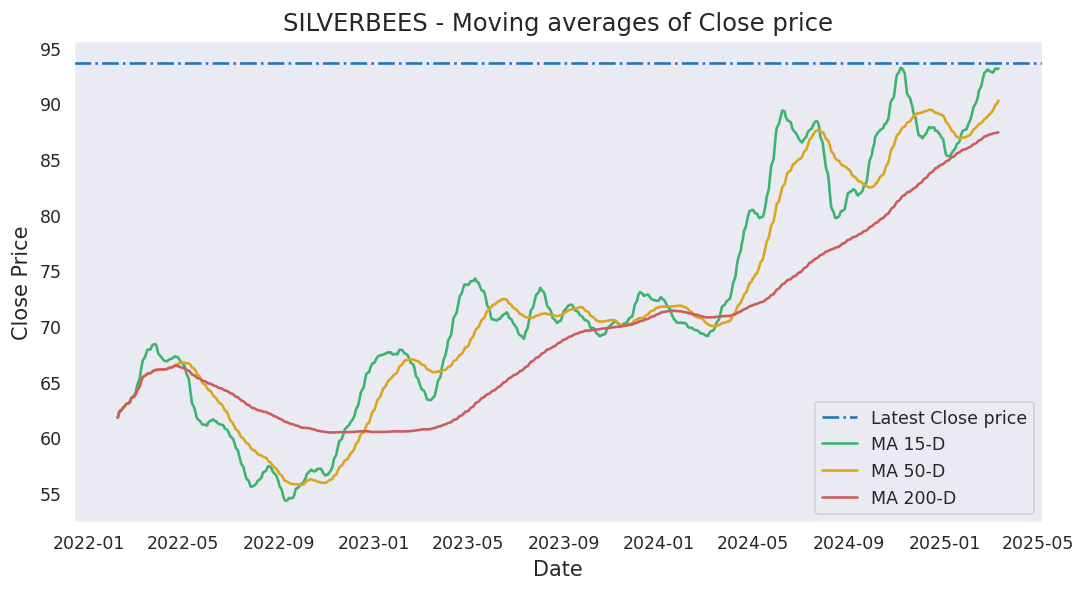 SILVERBEES - Moving averages of Close price
Close Price
95
90
85
80
75
70
65
60
55
2022-01 2022-05 2022-09 2023-01 2023-05 2023-09 2024-01 2024-05 2024-09 2025-01 2025-05
Date
Latest Close price
MA 15-D
MA 50-D
MA 200-D